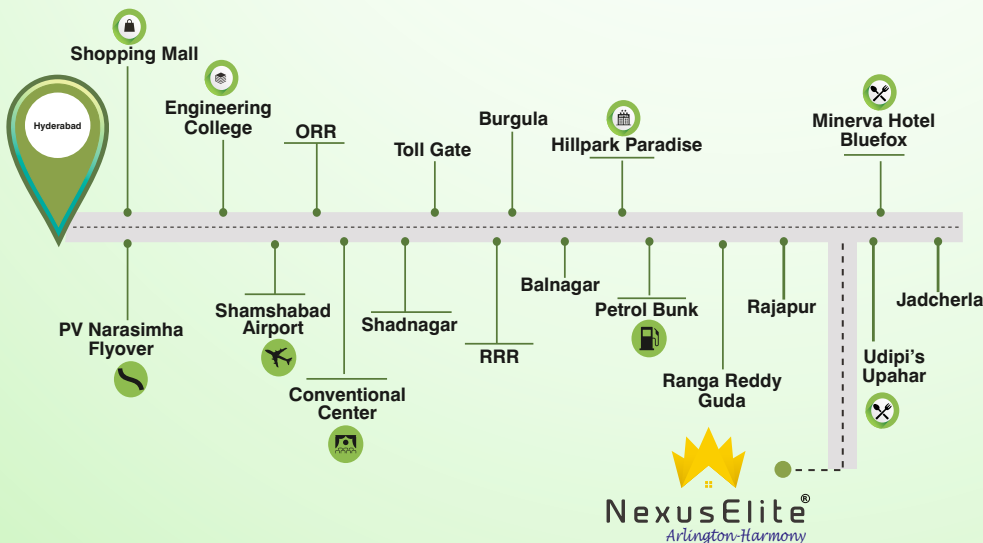 Hyderabad
Shopping Mall
Engineering
College
ORR
Toll Gate
Burgula
Hillpark Paradise
Minerva Hotel
Bluefox
PV Narasimha
Flyover
Shamshabad
Airport
Conventional
Center
Shadnagar
RRR
Balnagar
Petrol Bunk
Ranga Reddy
Guda
Rajapur
Udipi's
Upahar
Jadcherla
NexusElite®
Arlington-Harmony